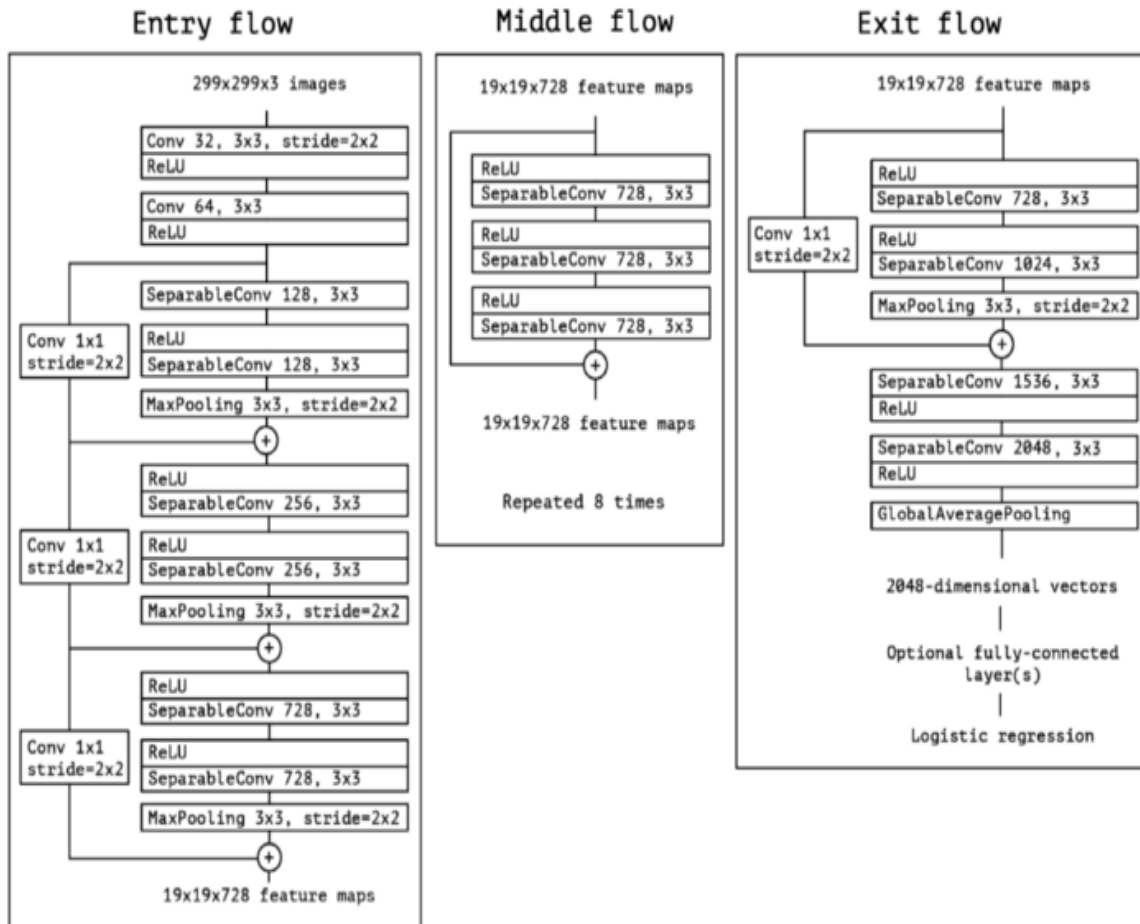 Entry flow
299x299x3 images
Conv 32, 3x3, stride=2x2
ReLU
Conv 64, 3x3
ReLU
SeparableConv 128, 3x3
Conv 1x1
stride=2x2
ReLU
SeparableConv 128, 3x3
MaxPooling 3x3, stride=2x2
+
ReLU
SeparableConv 256, 3x3
Conv 1x1
stride=2x2
ReLU
SeparableConv 256, 3x3
MaxPooling 3x3, stride=2x2
+
ReLU
SeparableConv 728, 3x3
Conv 1x1
stride=2x2
ReLU
SeparableConv 728, 3x3
MaxPooling 3x3, stride=2x2
+
19x19x728 feature maps
Middle flow
19x19x728 feature maps
ReLU
SeparableConv 728, 3x3
ReLU
SeparableConv 728, 3x3
ReLU
SeparableConv 728, 3x3
+
19x19x728 feature maps
Repeated 8 times
Exit flow
19x19x728 feature maps
ReLU
SeparableConv 728, 3x3
Conv 1x1
stride=2x2
ReLU
SeparableConv 1024, 3x3
MaxPooling 3x3, stride=2x2
+
SeparableConv 1536, 3x3
ReLU
SeparableConv 2048, 3x3
ReLU
GlobalAveragePooling
2048-dimensional vectors
Optional fully-connected
layer(s)
Logistic regression